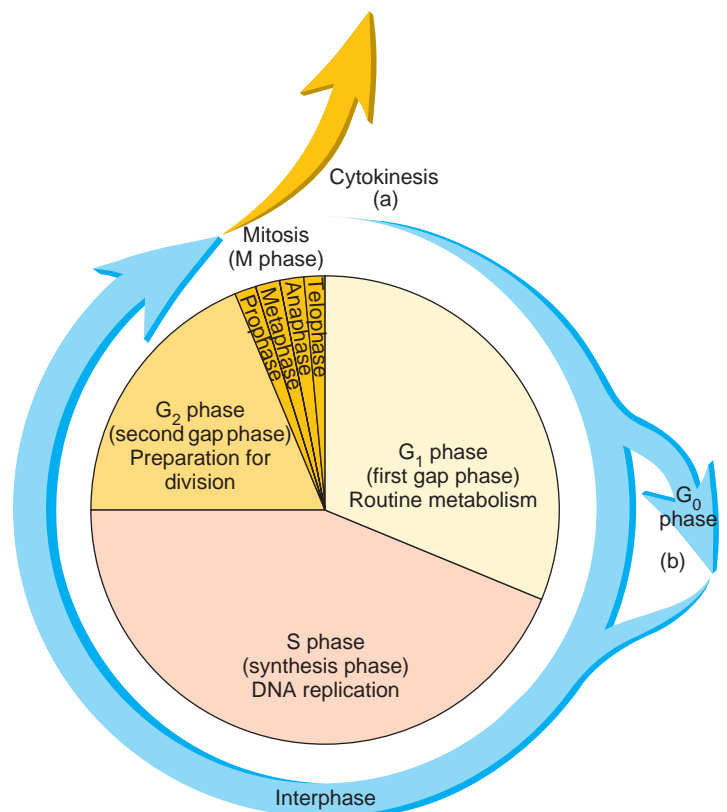 Cytokinesis
(a)
Mitosis
(M phase)
Prophase
Metaphase
Anaphase
Telophase
G₂ phase
(second gap phase)
Preparation for
division
G₁ phase
(first gap phase)
Routine metabolism
G₀
phase
(b)
S phase
(synthesis phase)
DNA replication
Interphase